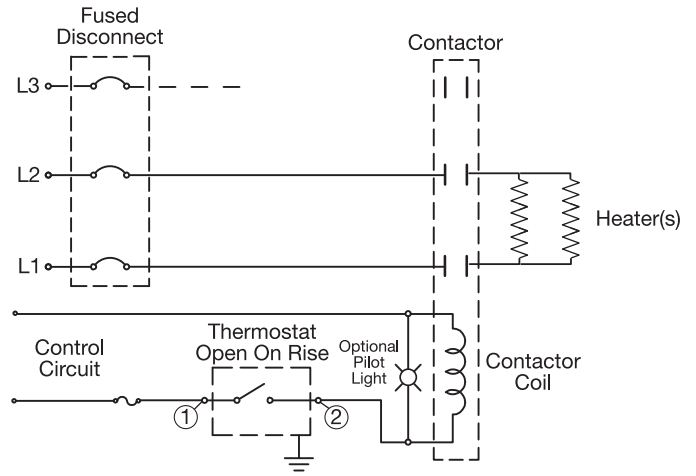 Fused
Disconnect
Contactor
L3
L2
Heater(s)
L1
Control
Circuit
Thermostat
Open On Rise
Optional
Pilot
Light
Contactor
Coil
1
2